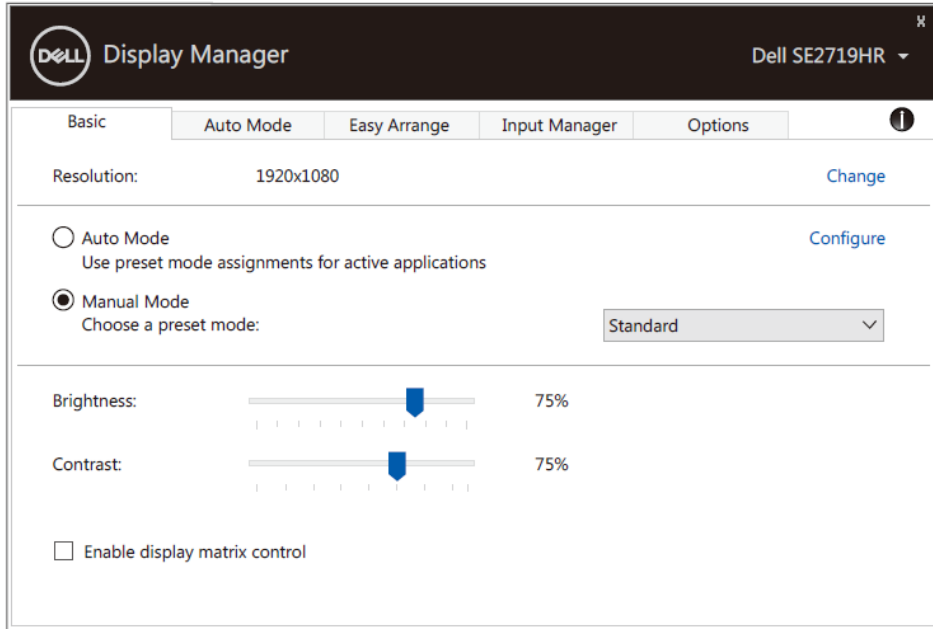 DELL Display Manager Dell SE2719HR
X
Basic Auto Mode Easy Arrange Input Manager Options
Resolution: 1920x1080 Change
Auto Mode Configure
Use preset mode assignments for active applications
Manual Mode
Choose a preset mode: Standard
Brightness: 75%
Contrast: 75%
Enable display matrix control